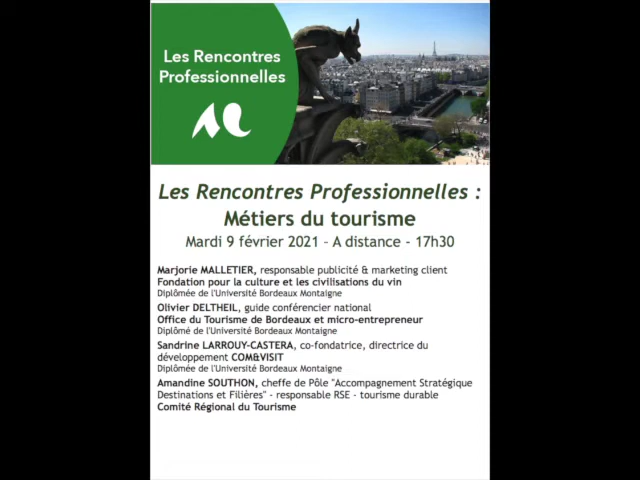 Les Rencontres
Professionnelles
Les Rencontres Professionnelles :
Métiers du tourisme
Mardi 9 février 2021 – A distance - 17h30
Marjorie MALLETIER, responsable publicité & marketing client
Fondation pour la culture et les civilisations du vin
Diplômée de l'Université Bordeaux Montaigne
Olivier DELTHEIL, guide conférencier national
Office du Tourisme de Bordeaux et micro-entrepreneur
Diplômé de l'Université Bordeaux Montaigne
Sandrine LARROUY-CASTERA, co-fondatrice, directrice du
développement COM&VISIT
Diplômée de l'Université Bordeaux Montaigne
Amandine SOUTHON, cheffe de Pôle "Accompagnement Stratégique
Destinations et Filières" - responsable RSE - tourisme durable
Comité Régional du Tourisme